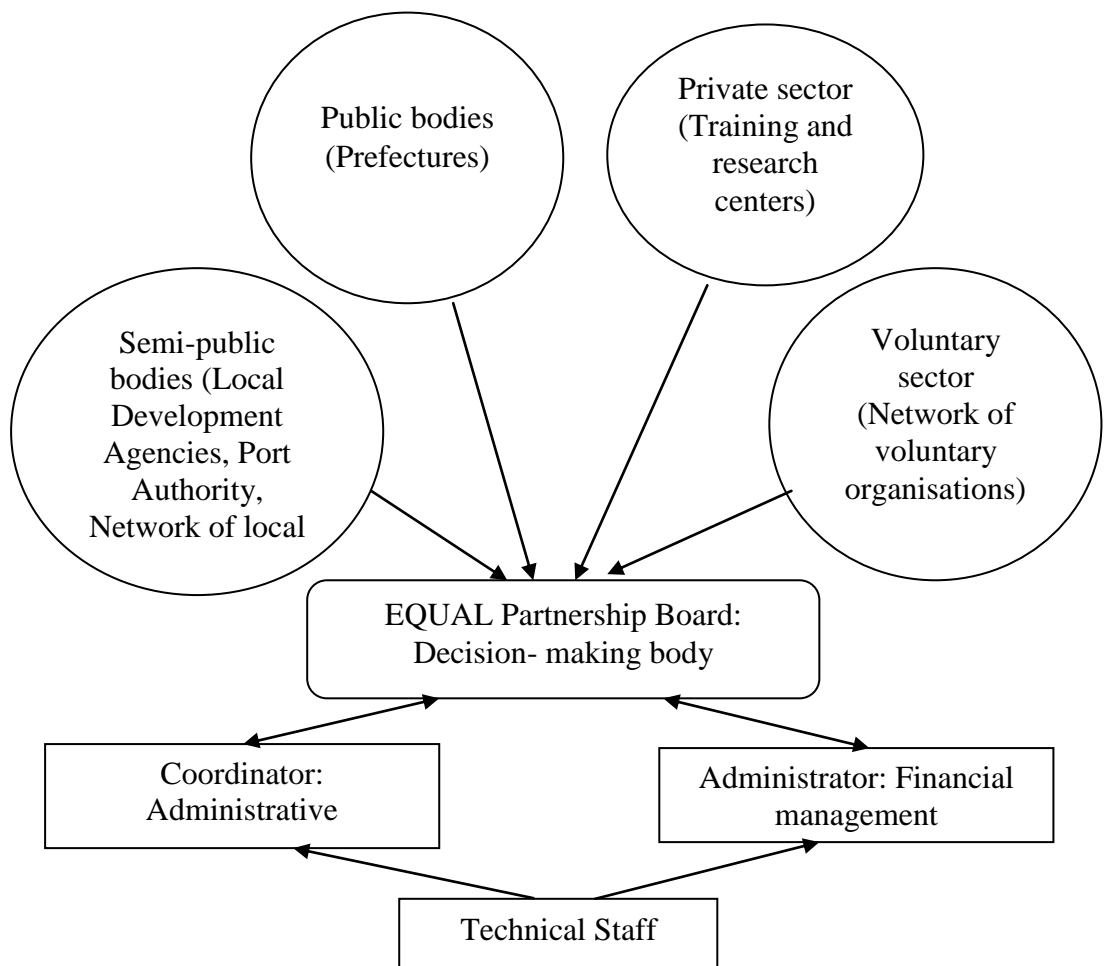 Public bodies
(Prefectures)
Private sector
(Training and
research
centers)
Semi-public
bodies (Local
Development
Agencies, Port
Authority,
Network of local
Voluntary
sector
(Network of
voluntary
organisations)
EQUAL Partnership Board:
Decision- making body
Coordinator:
Administrative
Administrator: Financial
management
Technical Staff